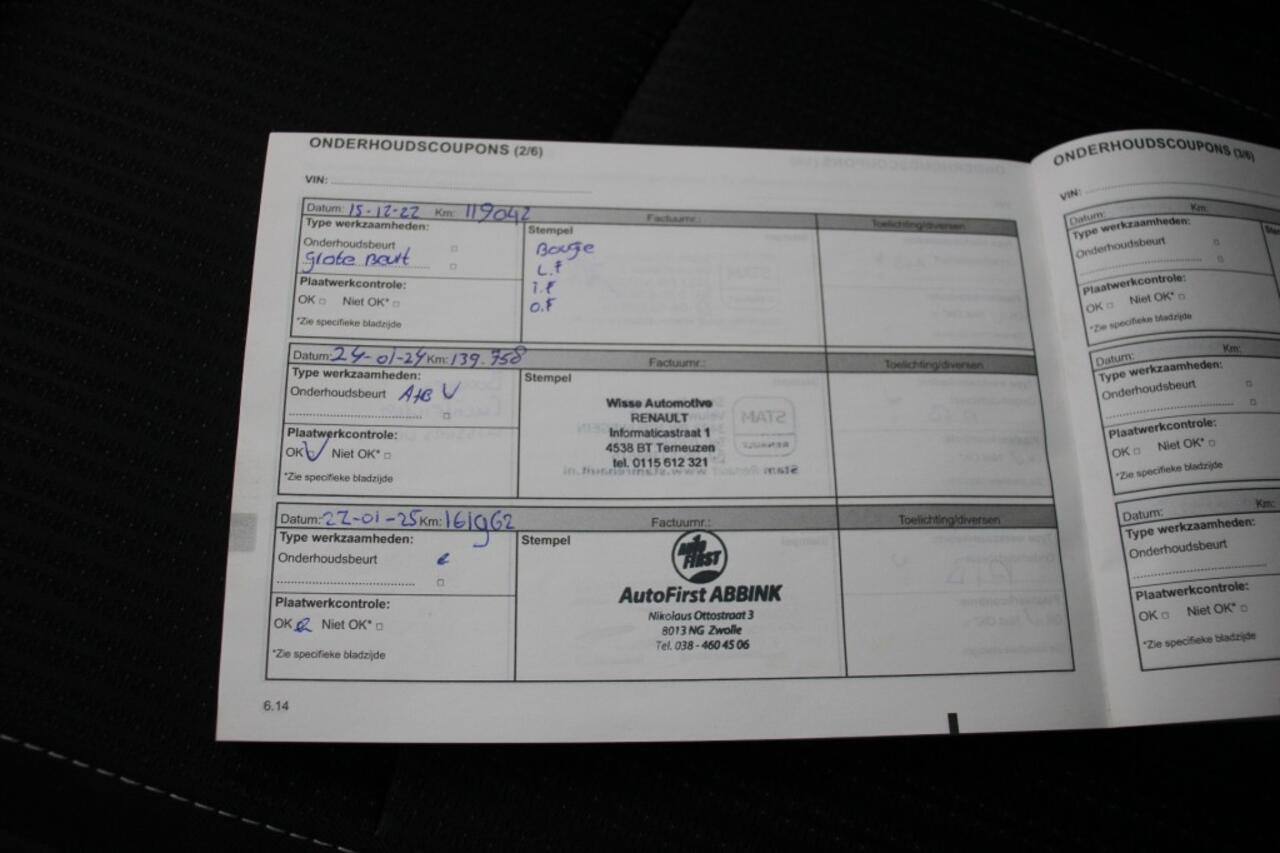 ONDERHOUDSCOUPONS (2/6)
VIN:
Datum: 15-12-22 Km: 119042 Factuurnr.: Toelichting/diversen
Type werkzaamheden:
Onderhoudsbeurt
Grote Beurt
Plaatwerkcontrole:
OK Niet OK*
*Zie specifieke bladzijde
Stempel
Bougie
L.F
I.F
O.F
Datum: 24-01-24 Km: 139.758 Factuurnr.: Toelichting/diversen
Type werkzaamheden:
Onderhoudsbeurt A+B V
Plaatwerkcontrole:
OK V Niet OK*
*Zie specifieke bladzijde
Stempel
Wisse Automotive
RENAULT
Informaticastraat 1
4538 BT Terneuzen
tel. 0115 612 321
Datum: 22-01-25 Km: 161962 Factuurnr.: Toelichting/diversen
Type werkzaamheden:
Onderhoudsbeurt
Plaatwerkcontrole:
OK Niet OK*
*Zie specifieke bladzijde
Stempel
AUTO FIRST
AutoFirst ABBINK
Nikolaus Ottostraat 3
8013 NG Zwolle
Tel. 038 - 460 45 06
6.14
ONDERHOUDSCOUPONS (3/6)
VIN:
Datum: Km:
Type werkzaamheden:
Onderhoudsbeurt
Plaatwerkcontrole:
OK Niet OK*
*Zie specifieke bladzijde
Datum: Km:
Type werkzaamheden:
Onderhoudsbeurt
Plaatwerkcontrole:
OK Niet OK*
*Zie specifieke bladzijde
Datum: Km:
Type werkzaamheden:
Onderhoudsbeurt
Plaatwerkcontrole:
OK Niet OK*
*Zie specifieke bladzijde